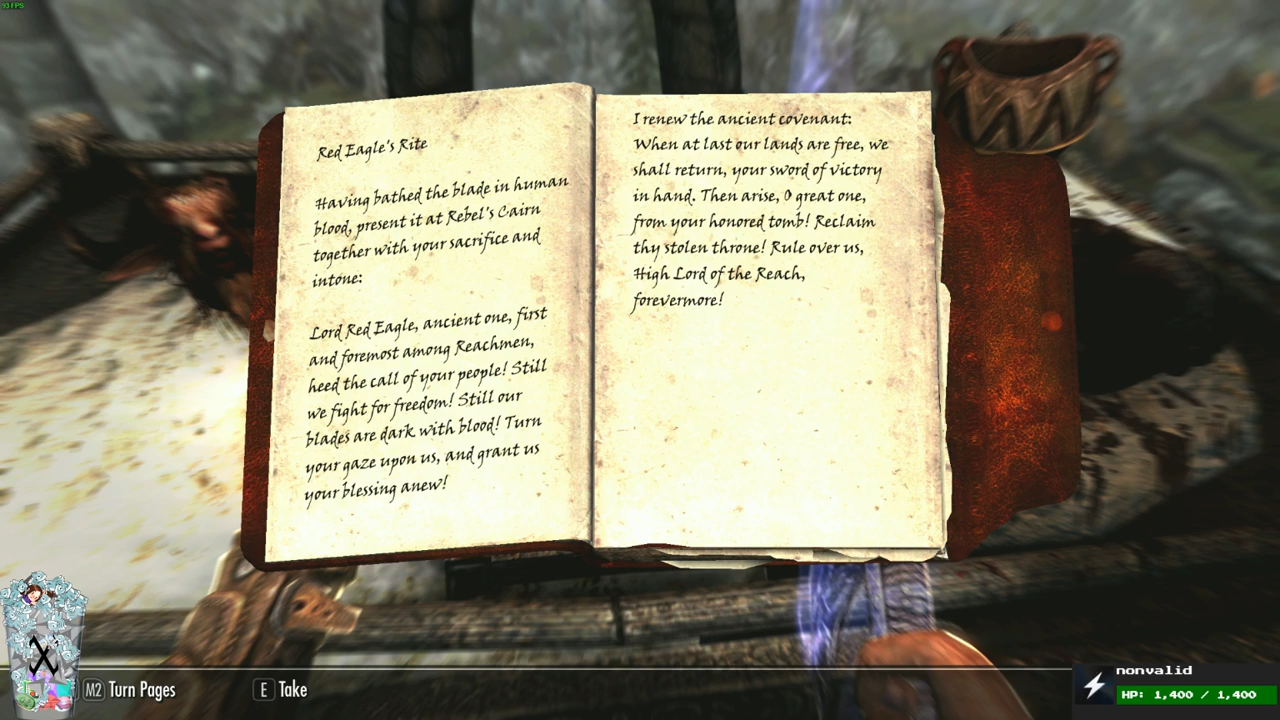 93 FPS
Red Eagle's Rite
Having bathed the blade in human
blood, present it at Rebel's Cairn
together with your sacrifice and
intone:
Lord Red Eagle, ancient one, first
and foremost among Reachmen,
heed the call of your people! Still
we fight for freedom! Still our
blades are dark with blood! Turn
your gaze upon us, and grant us
your blessing anew!
I renew the ancient covenant:
When at last our lands are free, we
shall return, your sword of victory
in hand. Then arise, O great one,
from your honored tomb! Reclaim
thy stolen throne! Rule over us,
High Lord of the Reach,
forevermore!
X
M2 Turn Pages
E Take
nonvalid
HP: 1,400 / 1,400